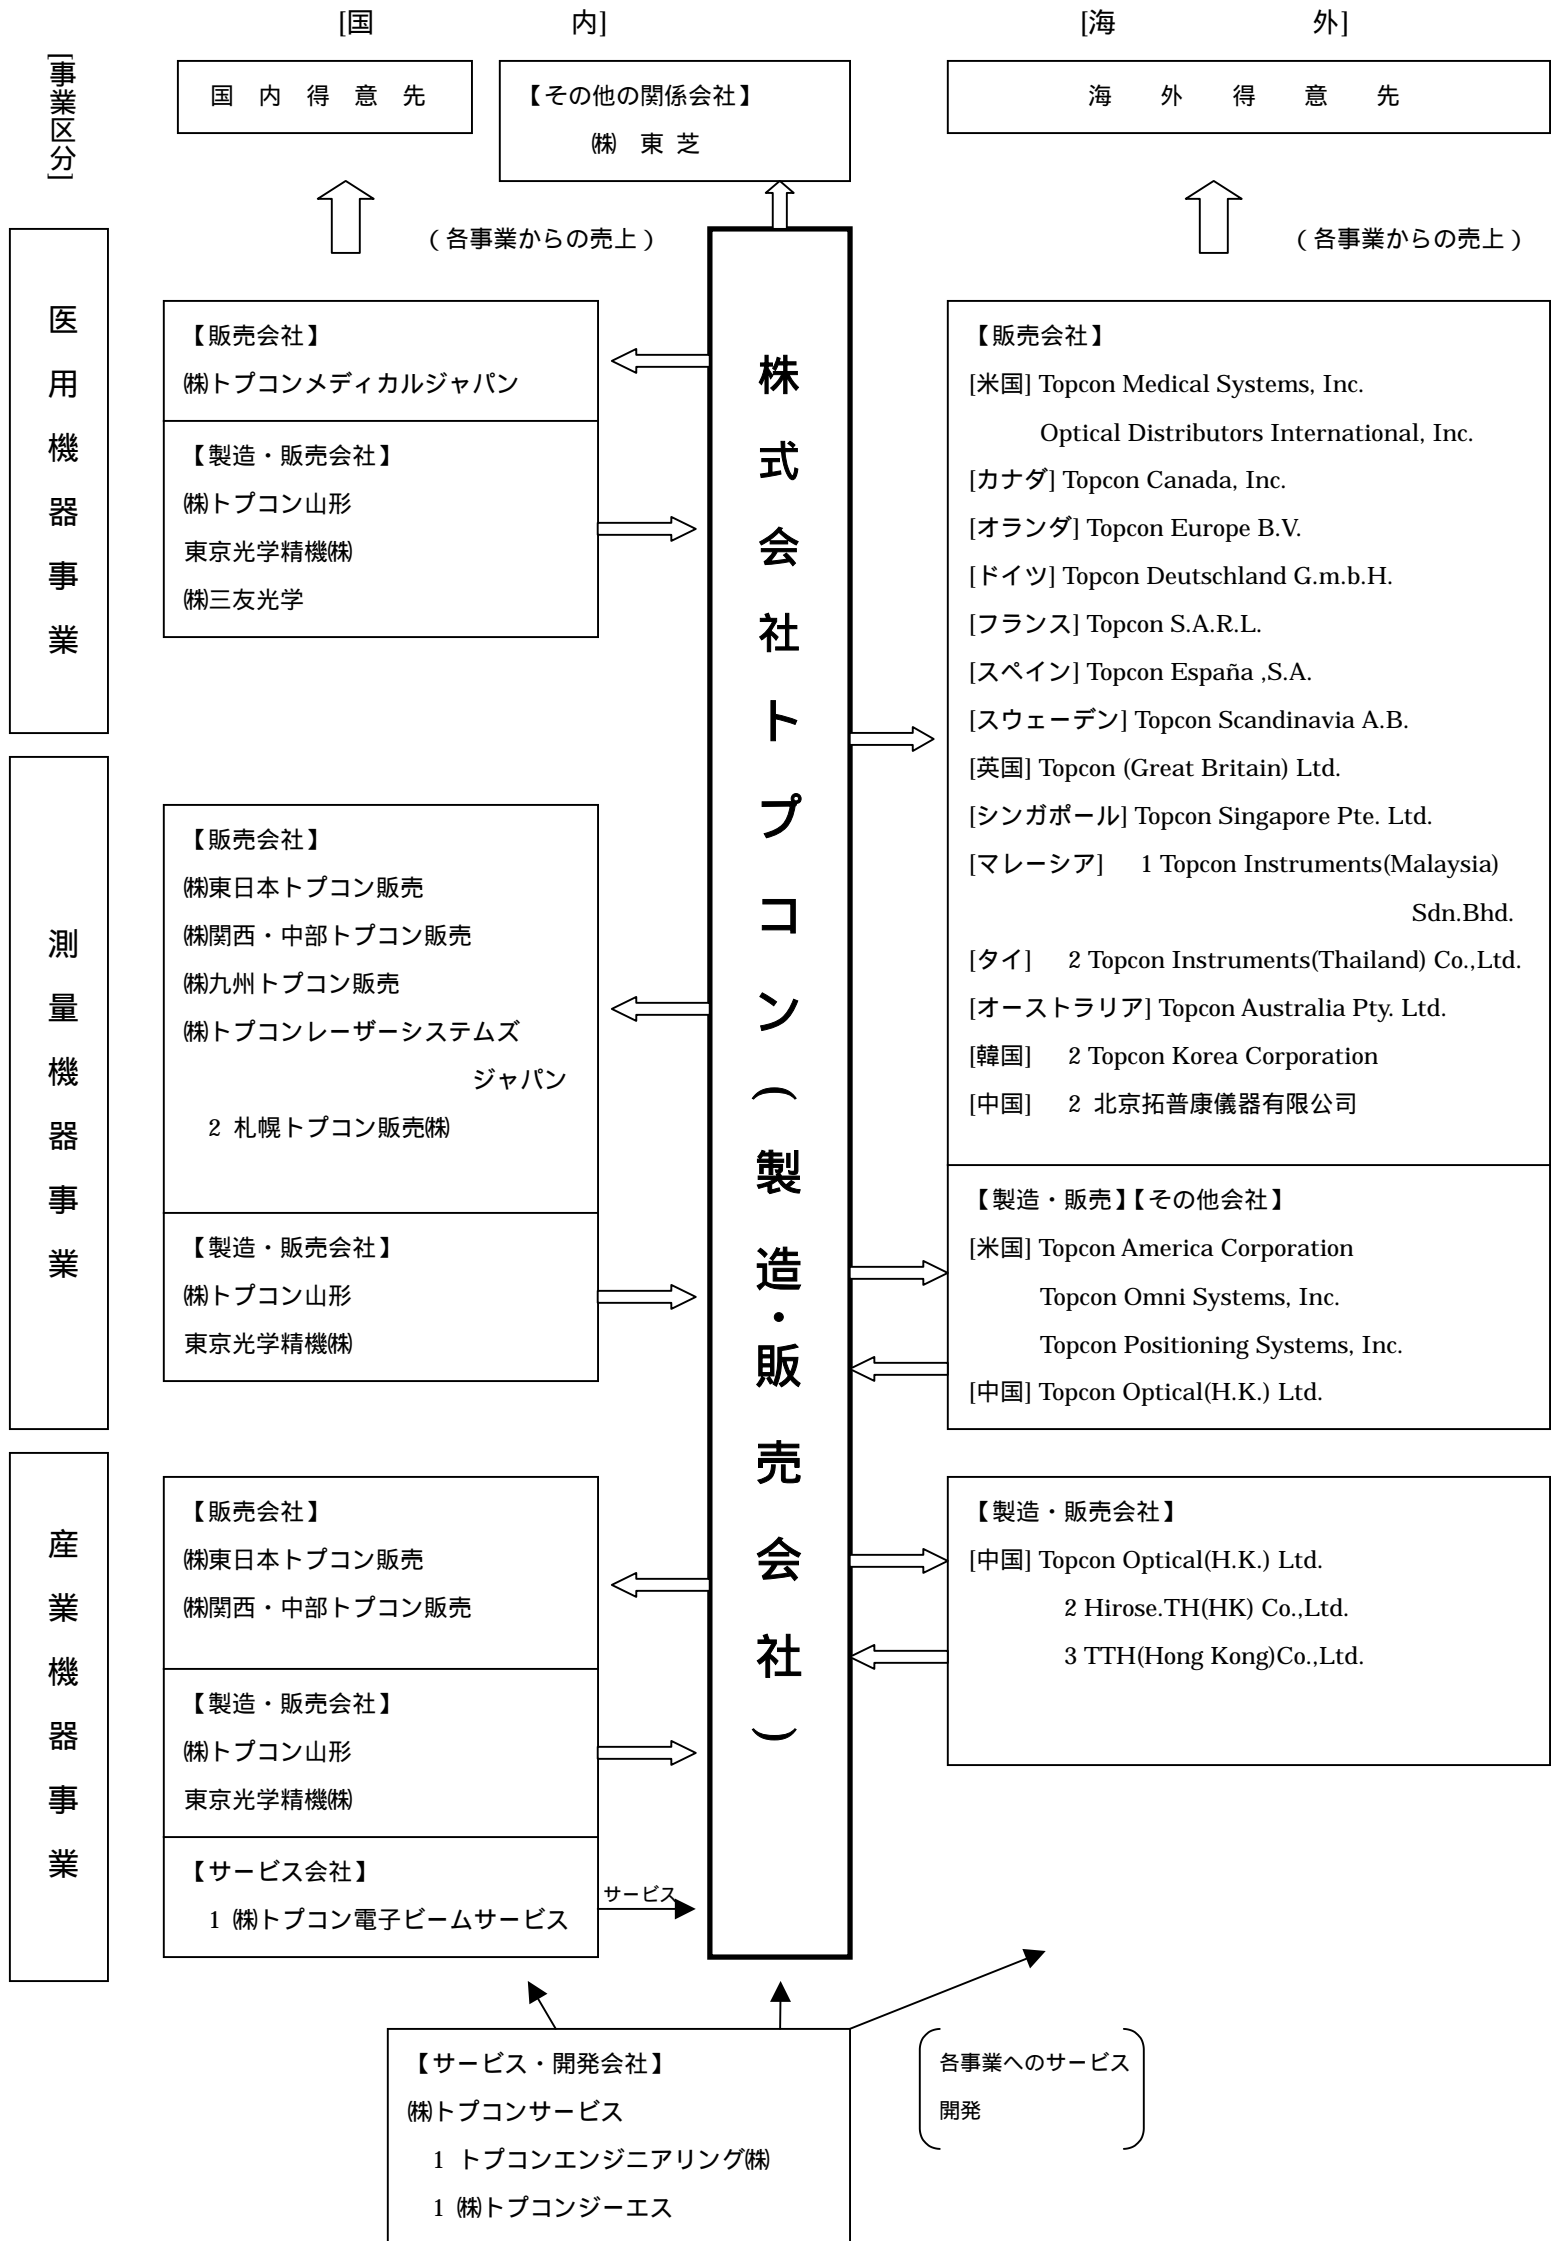 [国　内]
[海　外]
[事業区分]
国内得意先
【その他の関係会社】
㈱ 東芝
海外得意先
（各事業からの売上）
（各事業からの売上）
医用機器事業
【販売会社】
㈱トプコンメディカルジャパン
【製造・販売会社】
㈱トプコン山形
東京光学精機㈱
㈱三友光学
測量機器事業
【販売会社】
㈱東日本トプコン販売
㈱関西・中部トプコン販売
㈱九州トプコン販売
㈱トプコンレーザーシステムズ
ジャパン
2 札幌トプコン販売㈱
【製造・販売会社】
㈱トプコン山形
東京光学精機㈱
産業機器事業
【販売会社】
㈱東日本トプコン販売
㈱関西・中部トプコン販売
【製造・販売会社】
㈱トプコン山形
東京光学精機㈱
【サービス会社】
1 ㈱トプコン電子ビームサービス
サービス
株式会社トプコン（製造・販売会社）
【販売会社】
[米国] Topcon Medical Systems, Inc.
Optical Distributors International, Inc.
[カナダ] Topcon Canada, Inc.
[オランダ] Topcon Europe B.V.
[ドイツ] Topcon Deutschland G.m.b.H.
[フランス] Topcon S.A.R.L.
[スペイン] Topcon España ,S.A.
[スウェーデン] Topcon Scandinavia A.B.
[英国] Topcon (Great Britain) Ltd.
[シンガポール] Topcon Singapore Pte. Ltd.
[マレーシア] 1 Topcon Instruments(Malaysia)
Sdn.Bhd.
[タイ] 2 Topcon Instruments(Thailand) Co.,Ltd.
[オーストラリア] Topcon Australia Pty. Ltd.
[韓国] 2 Topcon Korea Corporation
[中国] 2 北京拓普康儀器有限公司
【製造・販売】【その他会社】
[米国] Topcon America Corporation
Topcon Omni Systems, Inc.
Topcon Positioning Systems, Inc.
[中国] Topcon Optical(H.K.) Ltd.
【製造・販売会社】
[中国] Topcon Optical(H.K.) Ltd.
2 Hirose.TH(HK) Co.,Ltd.
3 TTH(Hong Kong)Co.,Ltd.
【サービス・開発会社】
㈱トプコンサービス
1 トプコンエンジニアリング㈱
1 ㈱トプコンジーエス
各事業へのサービス
開発